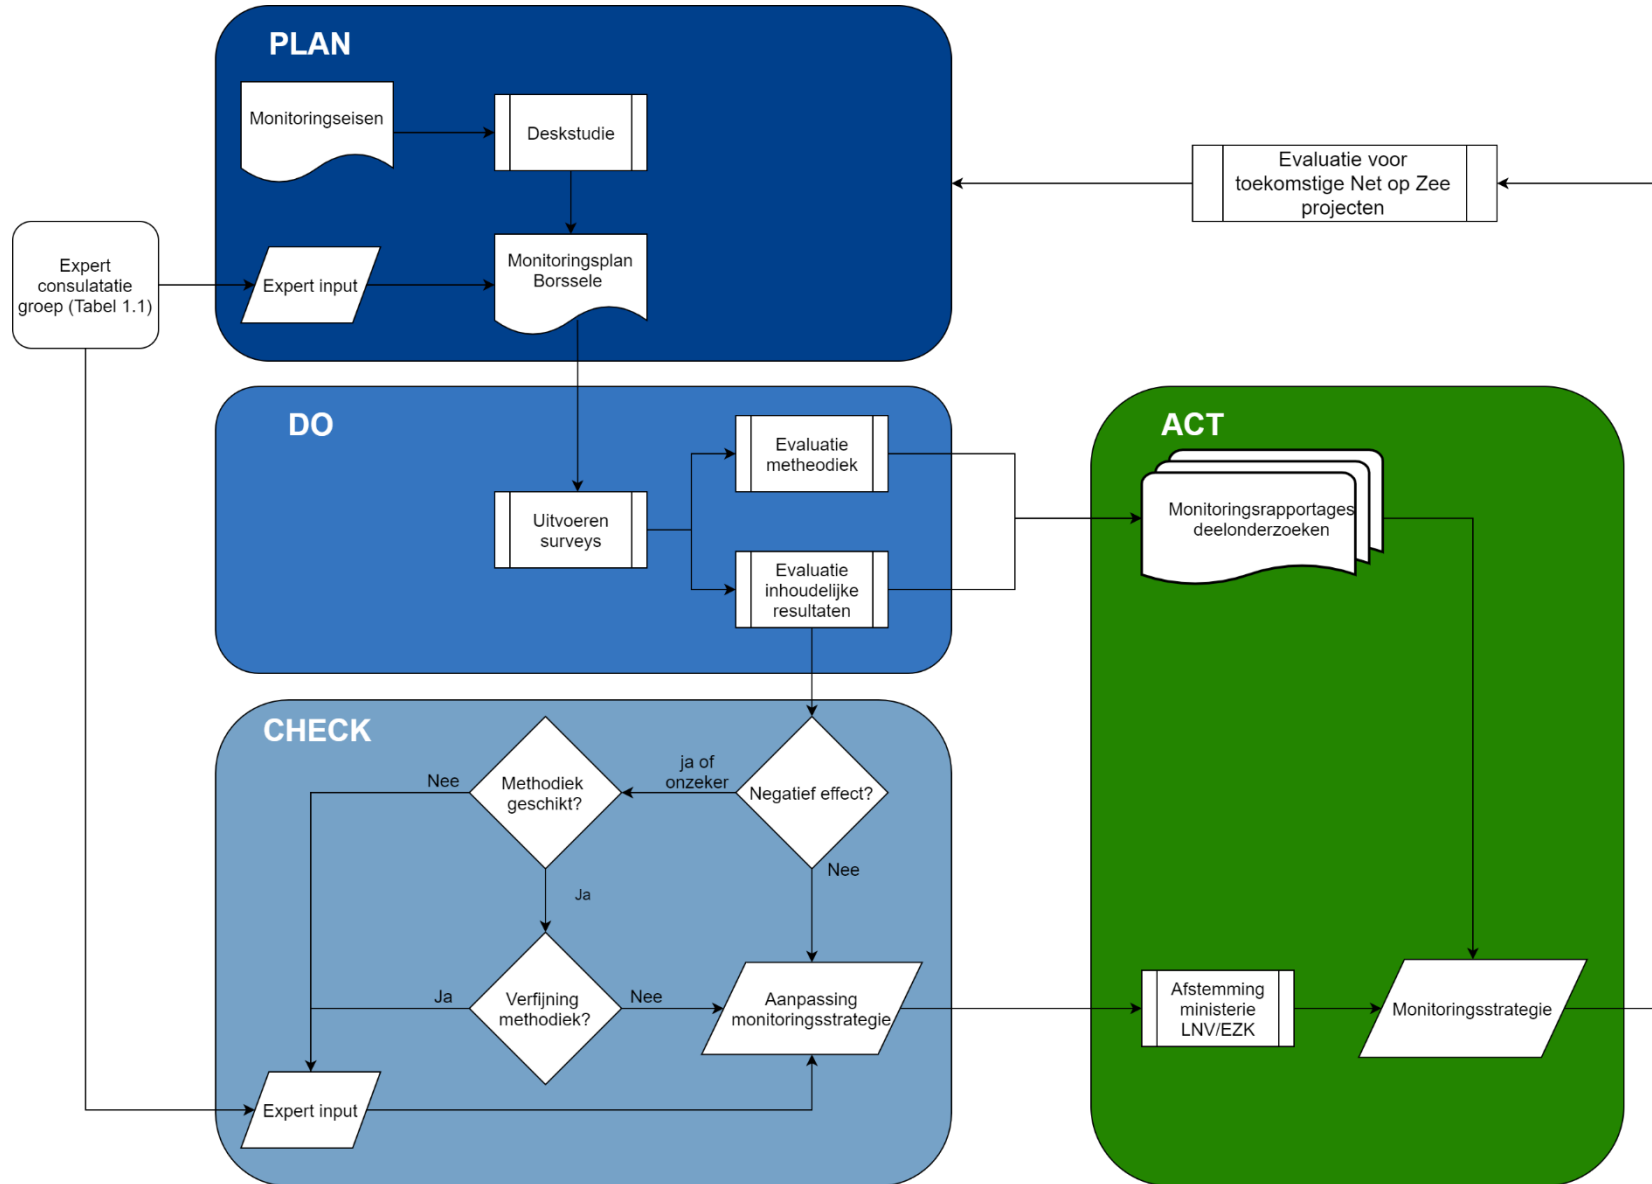 PLAN
Monitoringseisen
Deskstudie
Evaluatie voor
toekomstige Net op Zee
projecten
Expert
consulatatie
groep (Tabel 1.1)
Expert input
Monitoringsplan
Borssele
DO
Evaluatie
metheodiek
Uitvoeren
surveys
Evaluatie
inhoudelijke
resultaten
ACT
Monitoringsrapportages
deelonderzoeken
CHECK
Nee
Methodiek
geschikt?
ja of
onzeker
Negatief effect?
Nee
Ja
Ja
Verfijning
methodiek?
Nee
Aanpassing
monitoringsstrategie
Afstemming
ministerie
LNV/EZK
Monitoringsstrategie
Expert input